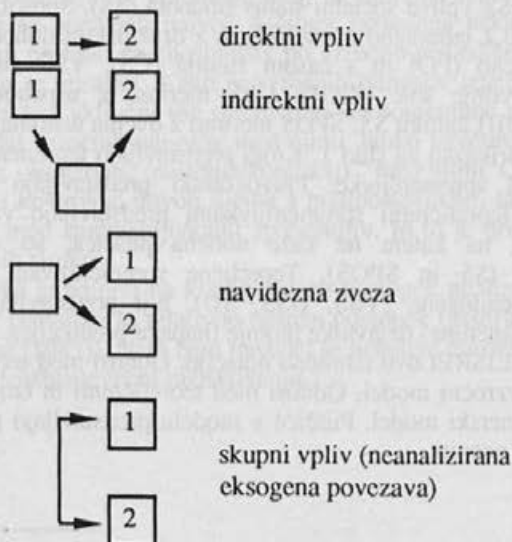 1 2 direktni vpliv
1 2 indirektni vpliv
1
navidezna zveza
2
1
skupni vpliv (neanalizirana
eksogena povezava)
2